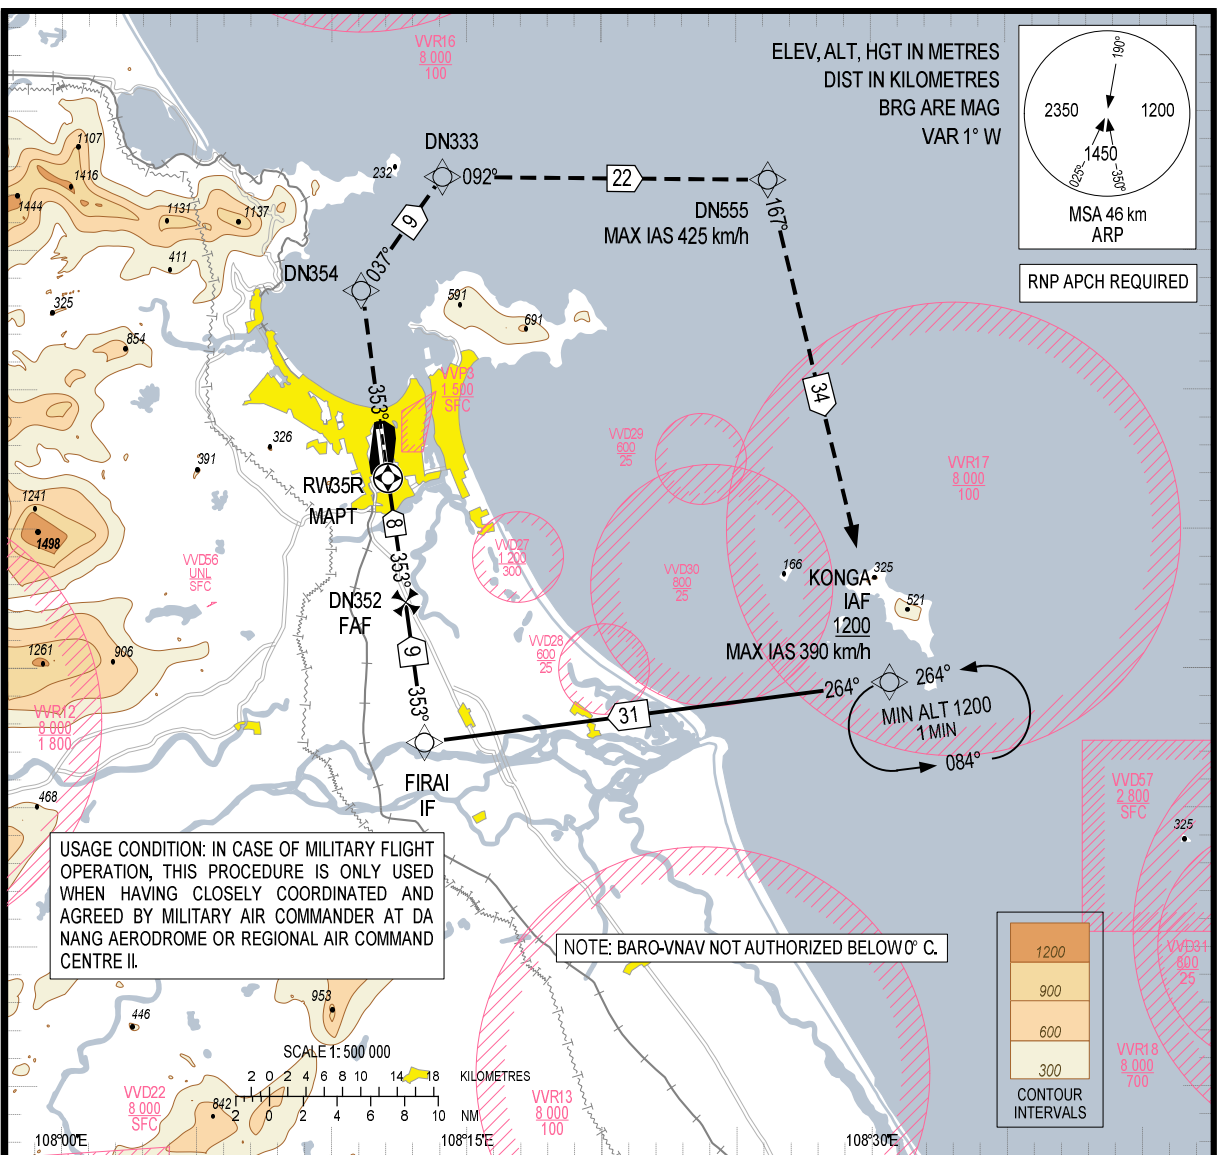 VVR16
8 000
100
ELEV, ALT, HGT IN METRES
DIST IN KILOMETRES
BRG ARE MAG
VAR 1° W
190°
2350
1200
1450
025°
350°
MSA 46 km
ARP
RNP APCH REQUIRED
1107
1416
1444
1131
1137
411
325
854
232
DN333
092°
22
DN555
MAX IAS 425 km/h
167°
9
037°
DN354
591
691
34
VVP3
1 500
SFC
353°
326
391
1241
1498
RW35R
MAPT
8
VVD29
600
25
VVR17
8 000
100
VVD27
1 200
300
VVD30
800
25
VVD56
UNL
SFC
166
KONGA
325
IAF
1200
521
MAX IAS 390 km/h
353°
DN352
FAF
9
VVD28
600
25
1261
906
353°
264°
264°
MIN ALT 1200
1 MIN
084°
31
VVR12
8 000
1 800
FIRAI
IF
468
VVD57
2 800
SFC
325
USAGE CONDITION: IN CASE OF MILITARY FLIGHT
OPERATION, THIS PROCEDURE IS ONLY USED
WHEN HAVING CLOSELY COORDINATED AND
AGREED BY MILITARY AIR COMMANDER AT DA
NANG AERODROME OR REGIONAL AIR COMMAND
CENTRE II.
NOTE: BARO-VNAV NOT AUTHORIZED BELOW 0° C.
VVD31
600
25
1200
900
600
300
CONTOUR
INTERVALS
953
446
SCALE 1: 500 000
2 0 2 4 6 8 10 14 18 KILOMETRES
2 0 2 4 6 8 10 NM
VVD22
8 000
SFC
842
VVR13
8 000
100
VVR18
8 000
700
108°00'E
108°15'E
108°30'E